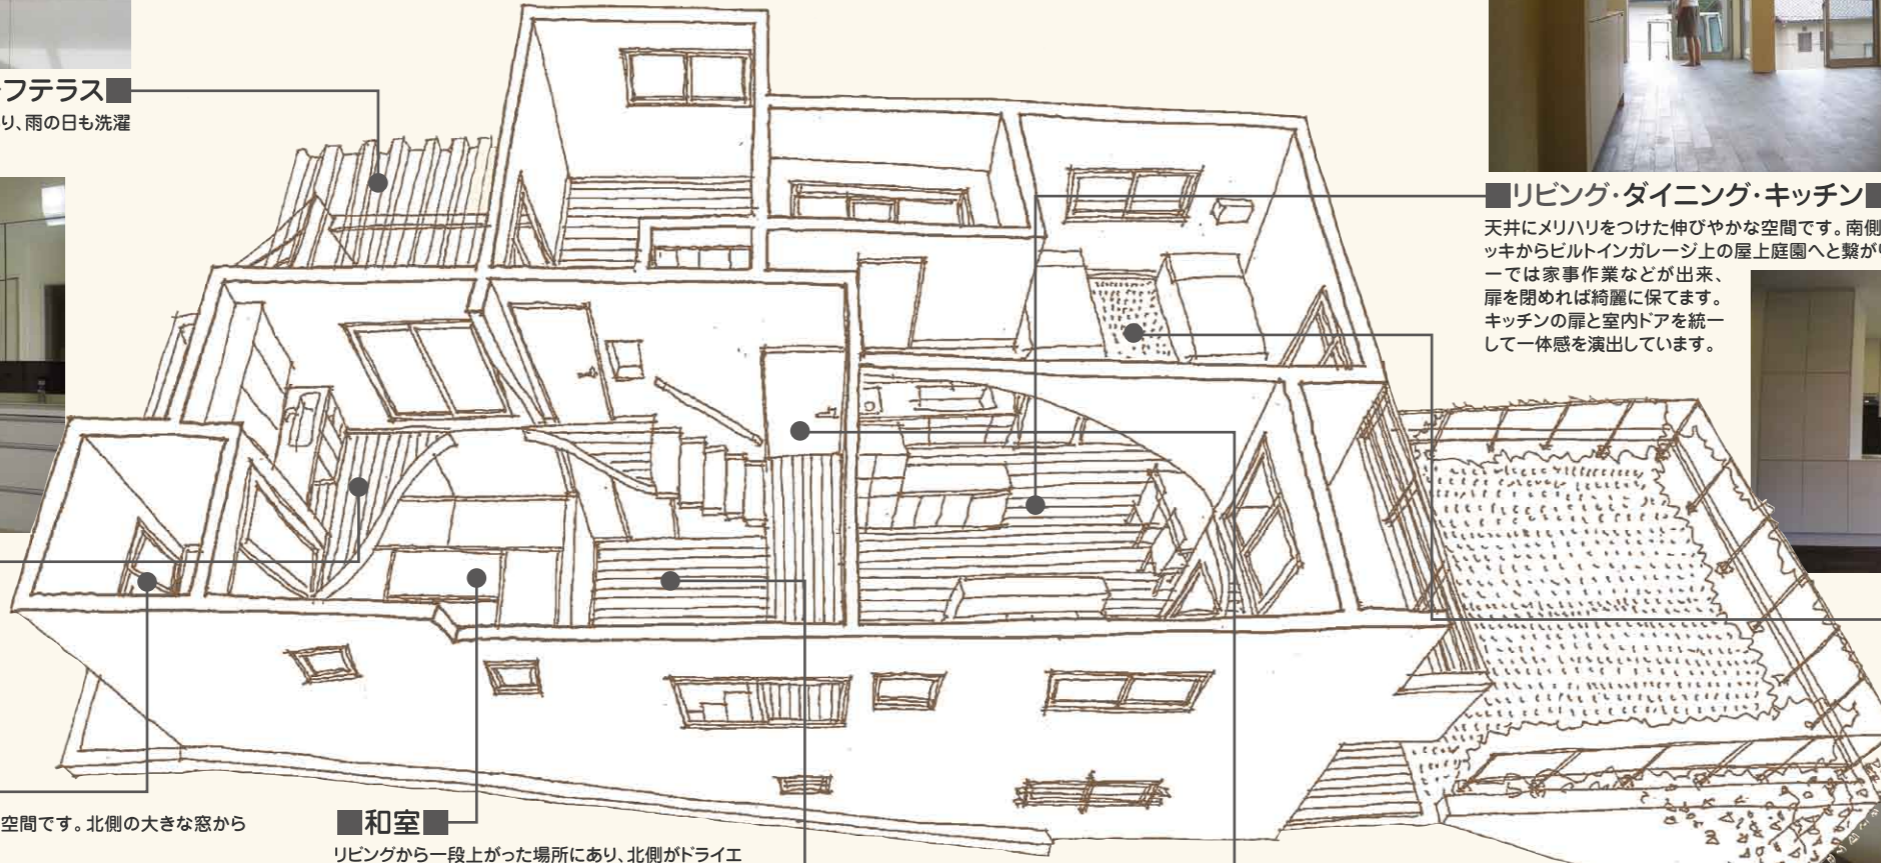 フテラス■
り、雨の日も洗濯
■リビング・ダイニング・キッチン■
天井にメリハリをつけた伸びやかな空間です。南側
ッキからビルトインガレージ上の屋上庭園へと繋が
ーでは家事作業などが出来、
扉を閉めれば綺麗に保てます。
キッチンの扉と室内ドアを統一
して一体感を演出しています。
空間です。北側の大きな窓から
■和室■
リビングから一段上がった場所にあり、北側がドライエ